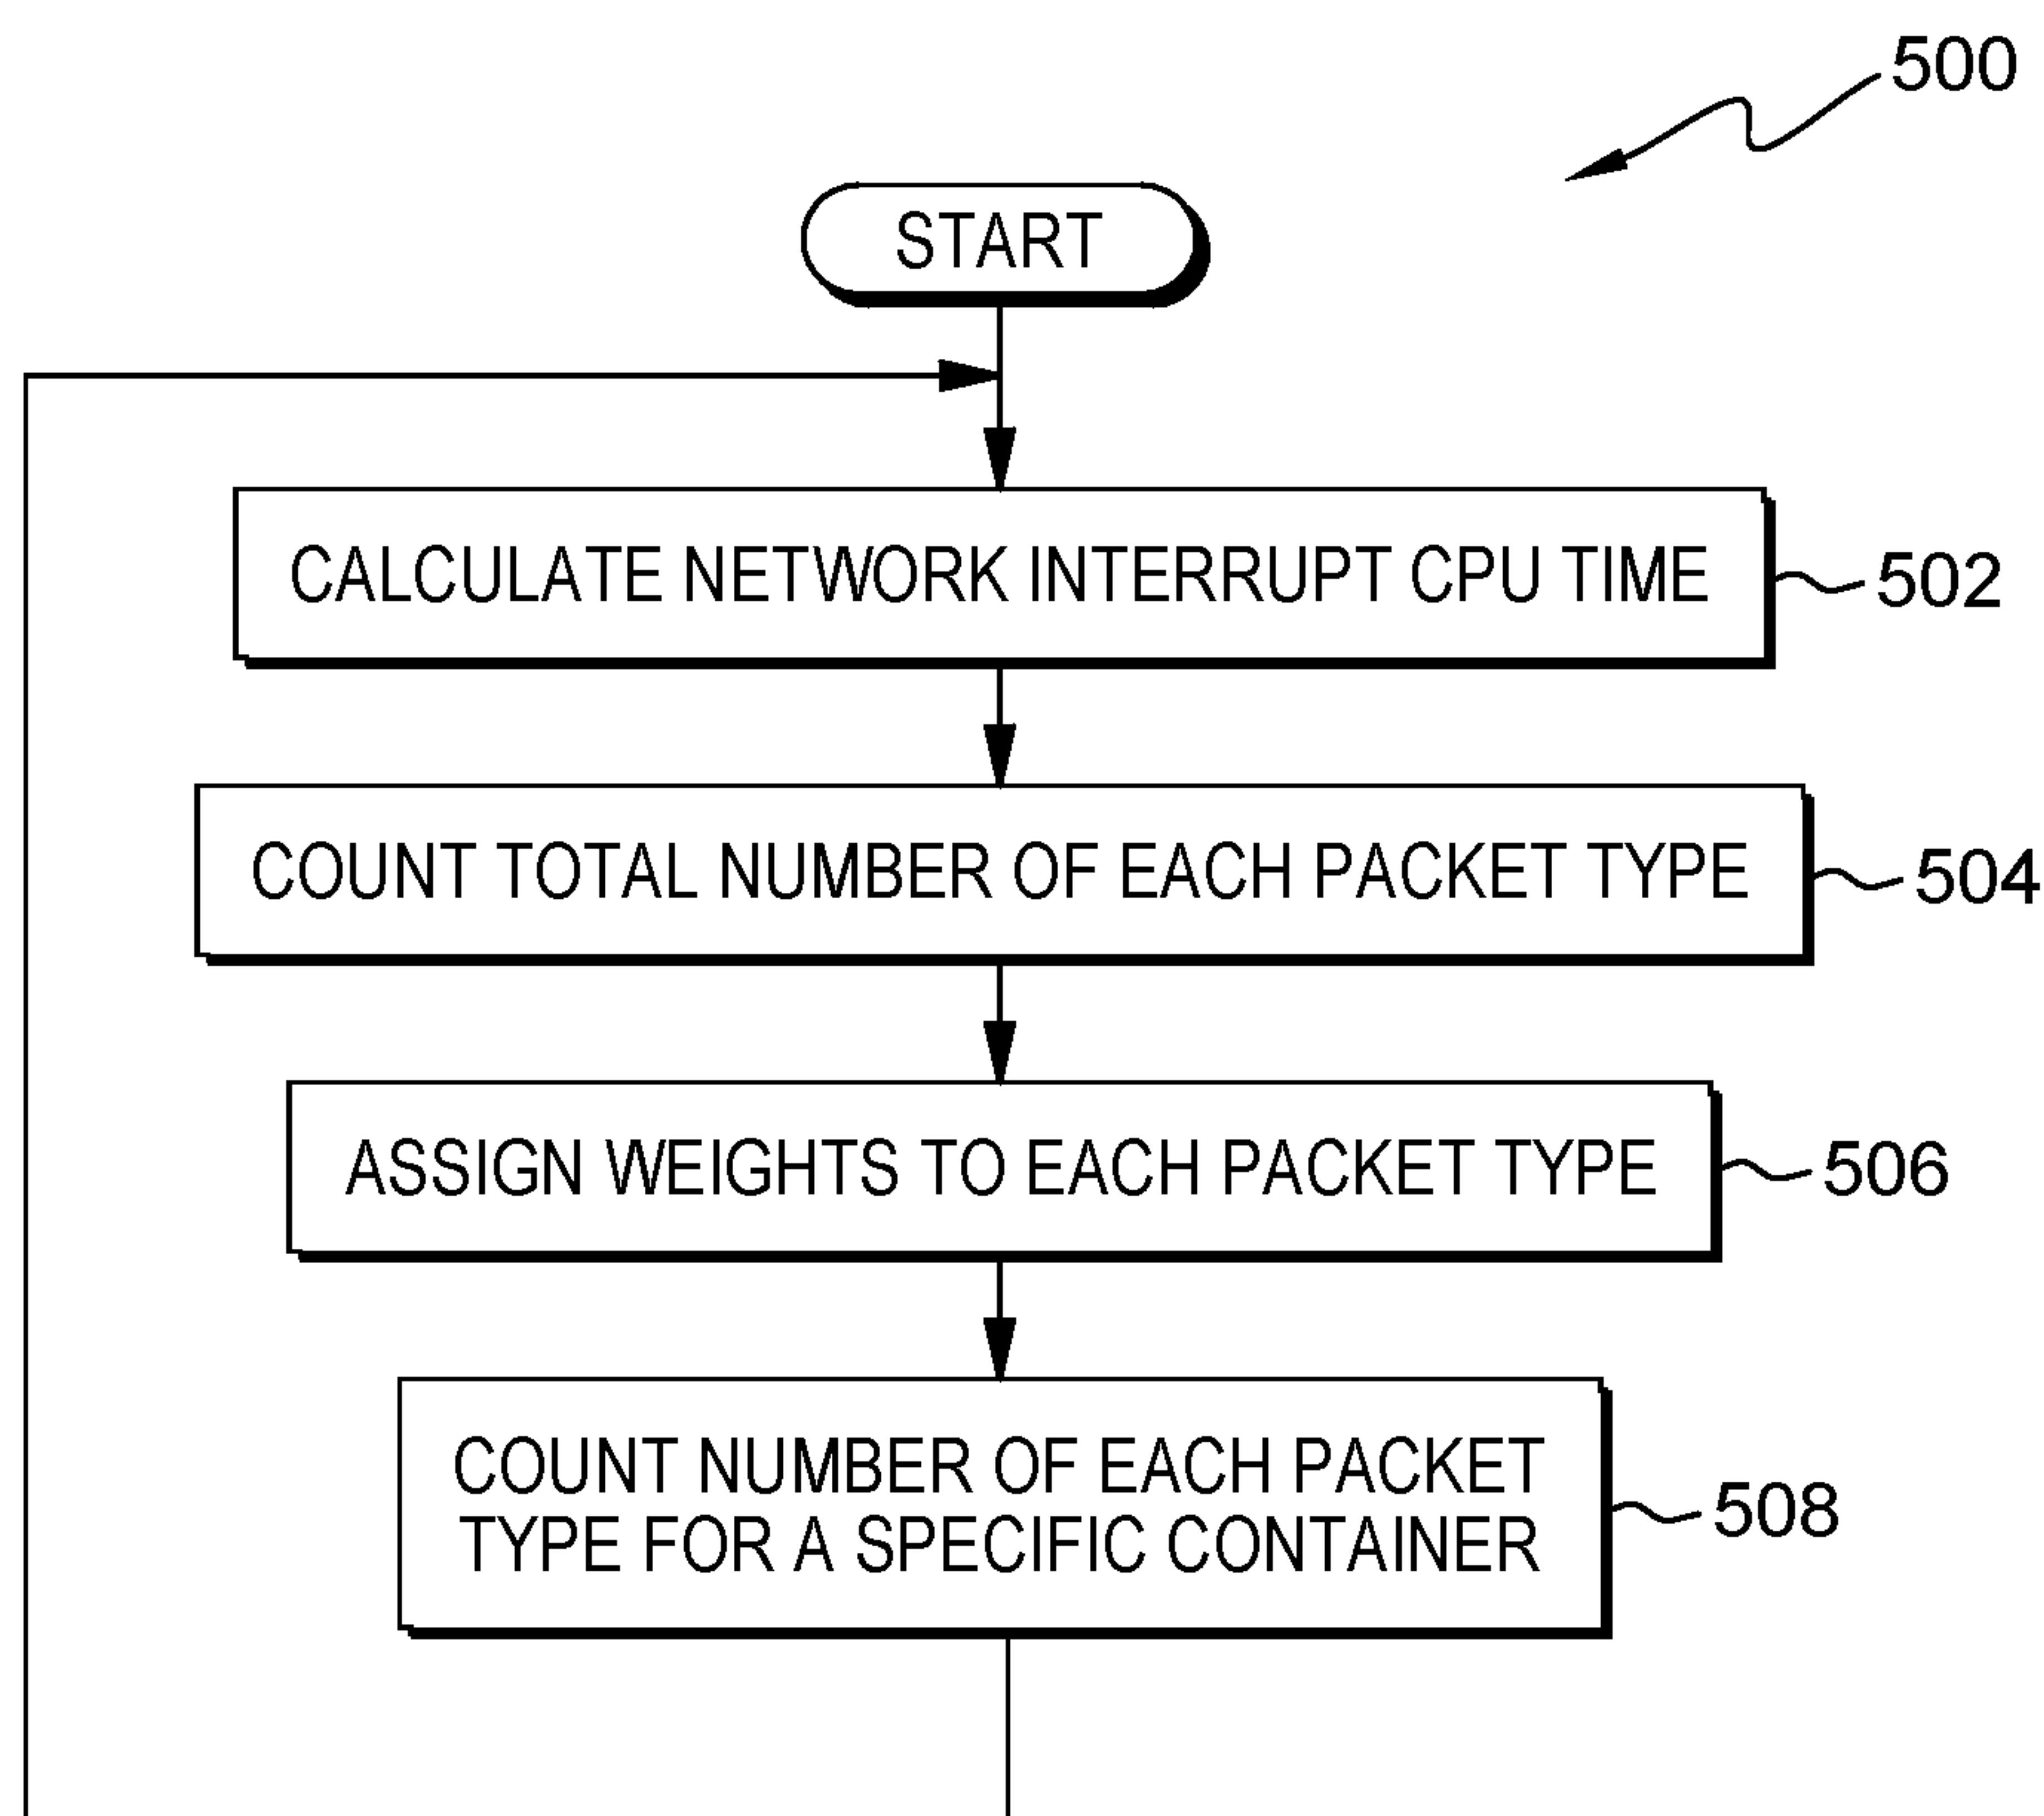 500
START
CALCULATE NETWORK INTERRUPT CPU TIME
502
COUNT TOTAL NUMBER OF EACH PACKET TYPE
504
ASSIGN WEIGHTS TO EACH PACKET TYPE
506
COUNT NUMBER OF EACH PACKET
TYPE FOR A SPECIFIC CONTAINER
508